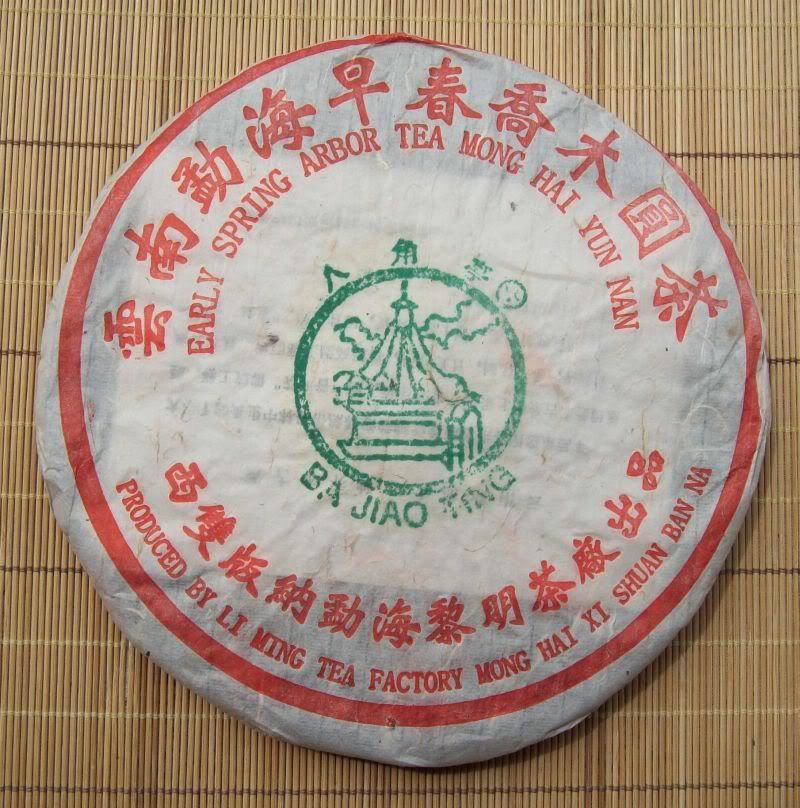 雲南勐海早春喬木圓茶
EARLY SPRING ARBOR TEA MONG HAI YUN NAN
八角亭
BA JIAO TING
西雙版納勐海黎明茶廠出品
PRODUCED BY LI MING TEA FACTORY MONG HAI XI SHUAN BAN NA